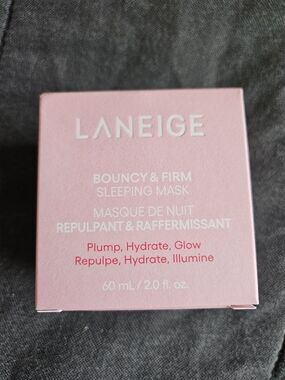 LANEIGE
BOUNCY & FIRM
SLEEPING MASK
MASQUE DE NUIT
REPULPANT & RAFFERMISSANT
Plump, Hydrate, Glow
Repulpe, Hydrate, Illumine
60 mL / 2.0 fl. oz.